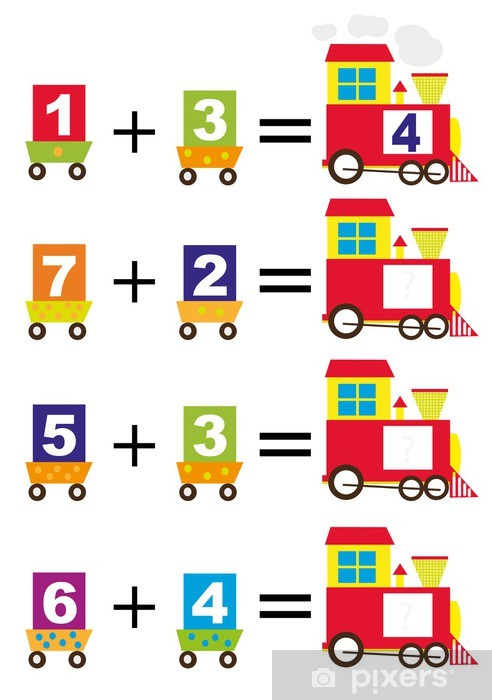 1 + 3 = 4
7 + 2 = ?
5 + 3 = ?
6 + 4 = ?
pixers